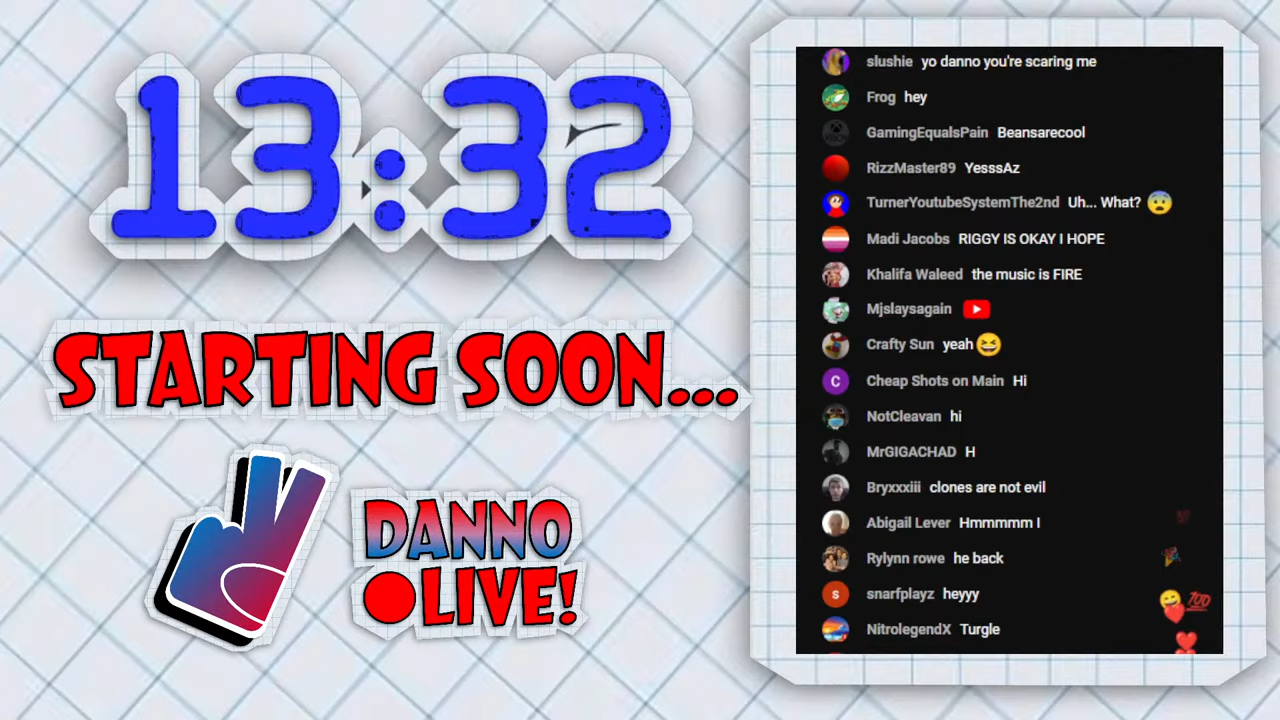 13:32
STARTING SOON...
DANNO
LIVE!
slushie yo danno you're scaring me
Frog hey
GamingEqualsPain Beansarecool
RizzMaster89 YesssAz
TurnerYoutubeSystemThe2nd Uh... What? 😨
Madi Jacobs RIGGY IS OKAY I HOPE
Khalifa Waleed the music is FIRE
Mjslaysagain
Crafty Sun yeah😆
C Cheap Shots on Main Hi
NotCleavan hi
MrGIGACHAD H
Bryxxxiii clones are not evil
Abigail Lever Hmmmmm I
Rylynn rowe he back
s snarfplayz heyyy
NitrolegendX Turgle